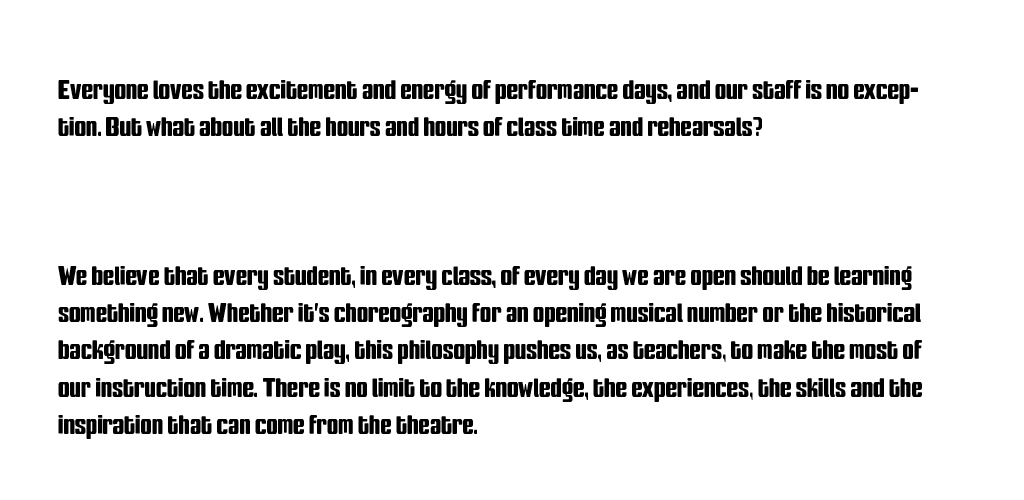 Everyone loves the excitement and energy of performance days, and our staff is no excep-
tion. But what about all the hours and hours of class time and rehearsals?
We believe that every student, in every class, of every day we are open should be learning
something new. Whether it's choreography for an opening musical number or the historical
background of a dramatic play, this philosophy pushes us, as teachers, to make the most of
our instruction time. There is no limit to the knowledge, the experiences, the skills and the
inspiration that can come from the theatre.